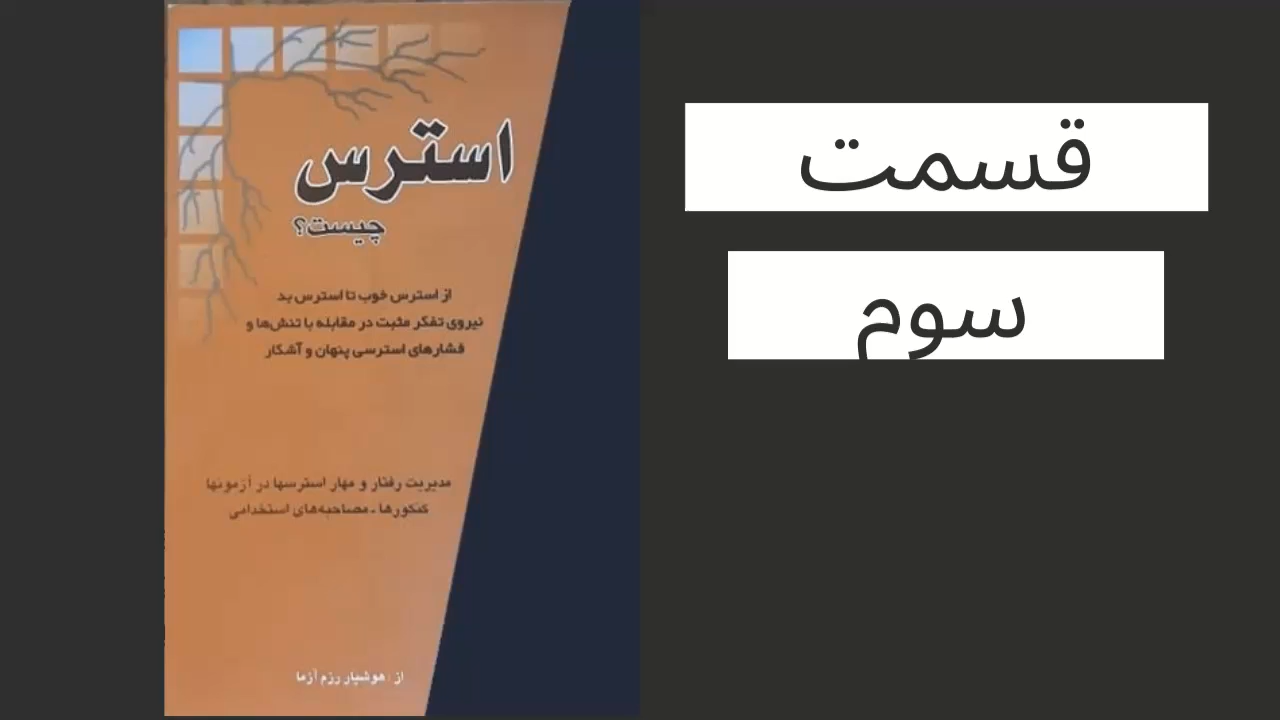 استرس
چیست؟
از استرس خوب تا استرس بد
نیروی تفکر مثبت در مقابله با تنش‌ها و
فشارهای استرسی پنهان و آشکار
مدیریت رفتار و مهار استرسها در آزمونها
کنکورها - مصاحبه‌های استخدامی
از : هوشیار رزم آزما
قسمت
سوم